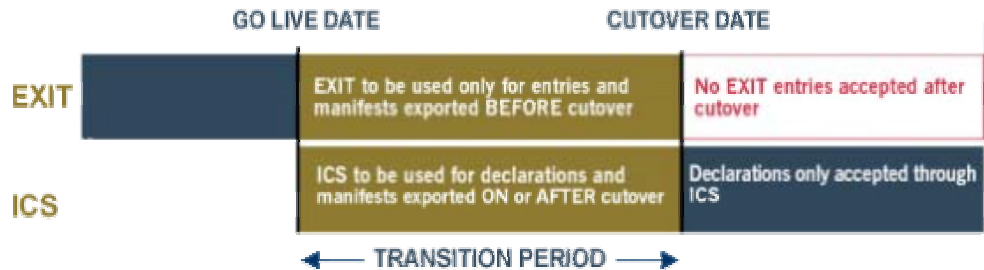 GO LIVE DATE
CUTOVER DATE
EXIT
EXIT to be used only for entries and
manifests exported BEFORE cutover
No EXIT entries accepted after
cutover
ICS
ICS to be used for declarations and
manifests exported ON or AFTER cutover
Declarations only accepted through
ICS
TRANSITION PERIOD